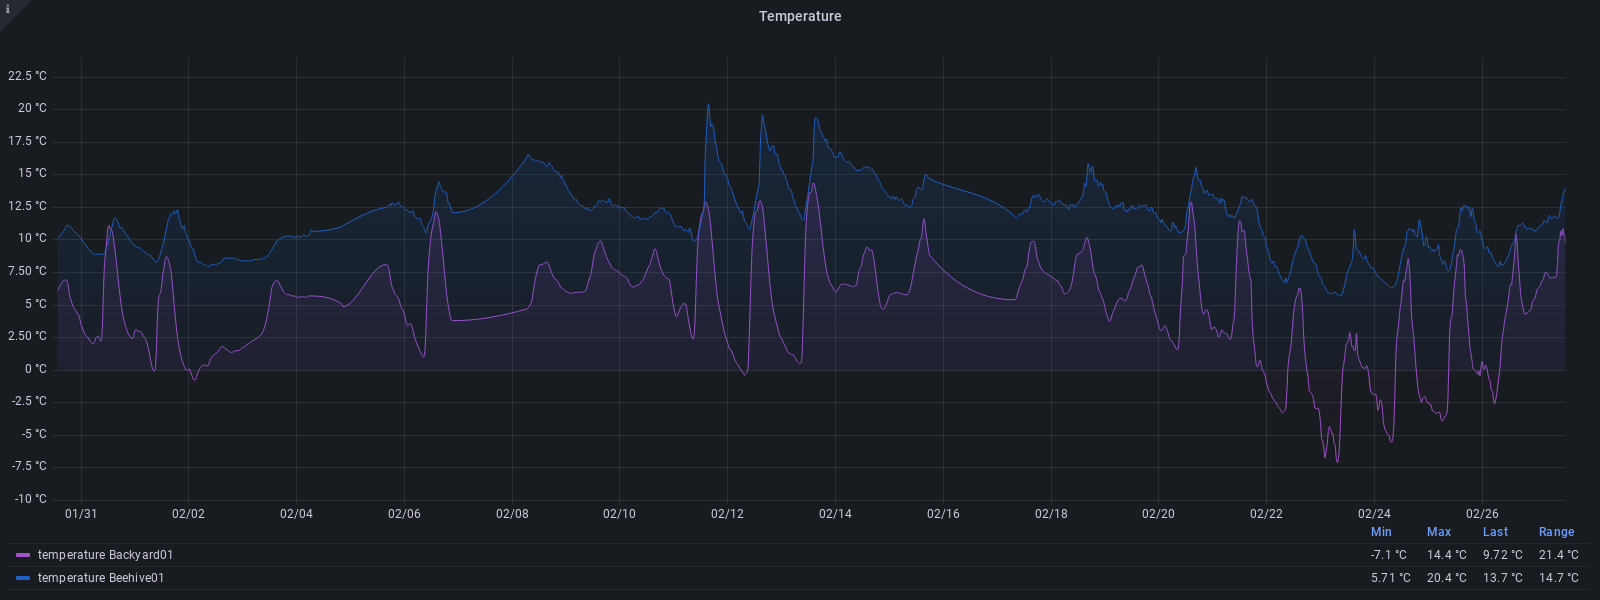 i
Temperature
22.5 °C
20 °C
17.5 °C
15 °C
12.5 °C
10 °C
7.50 °C
5 °C
2.50 °C
0 °C
-2.5 °C
-5 °C
-7.5 °C
-10 °C
01/31 02/02 02/04 02/06 02/08 02/10 02/12 02/14 02/16 02/18 02/20 02/22 02/24 02/26
Min Max Last Range
temperature Backyard01 -7.1 °C 14.4 °C 9.72 °C 21.4 °C
temperature Beehive01 5.71 °C 20.4 °C 13.7 °C 14.7 °C